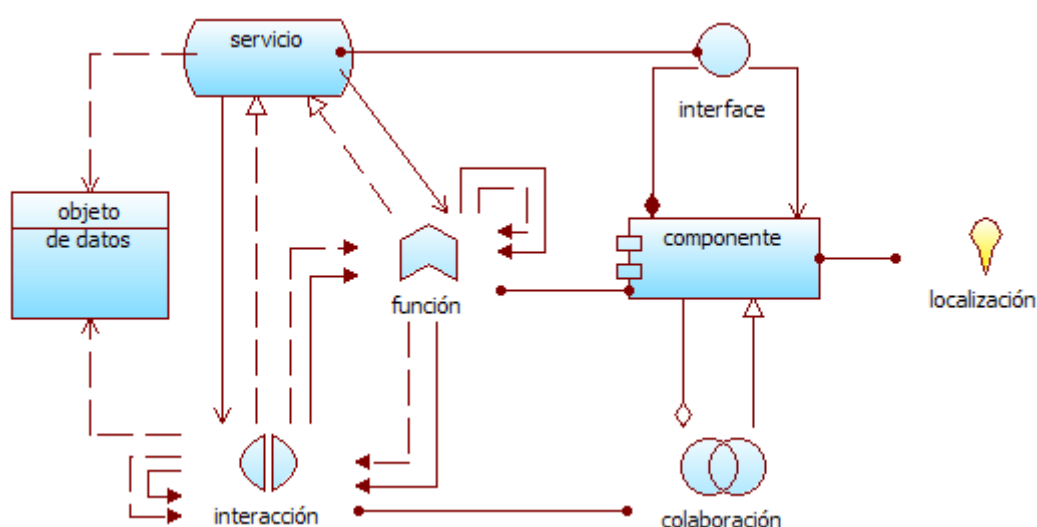 servicio
interface
objeto
de datos
componente
localización
función
interacción
colaboración